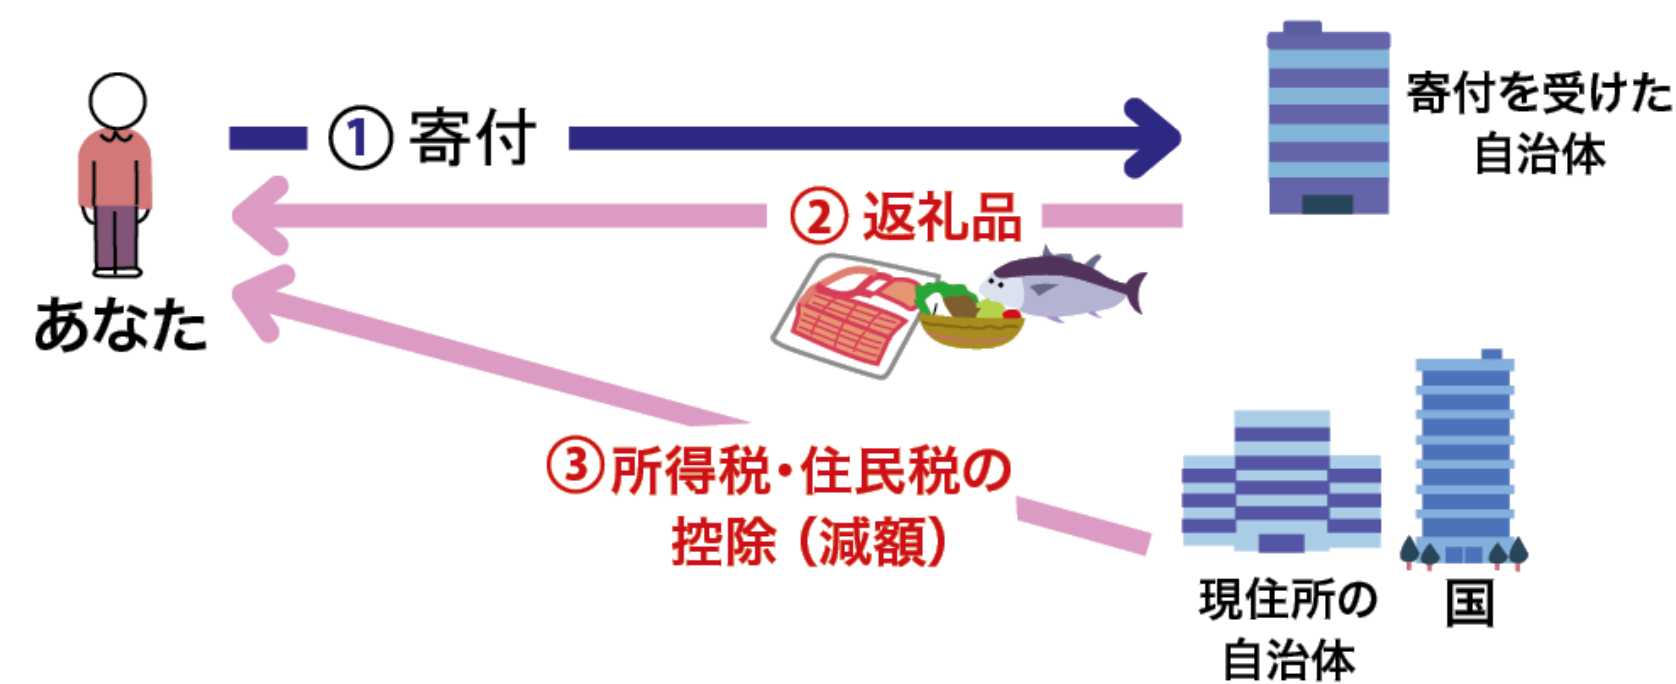 ① 寄付
寄付を受けた
自治体
② 返礼品
あなた
③所得税・住民税の
控除（減額）
現住所の
自治体
国